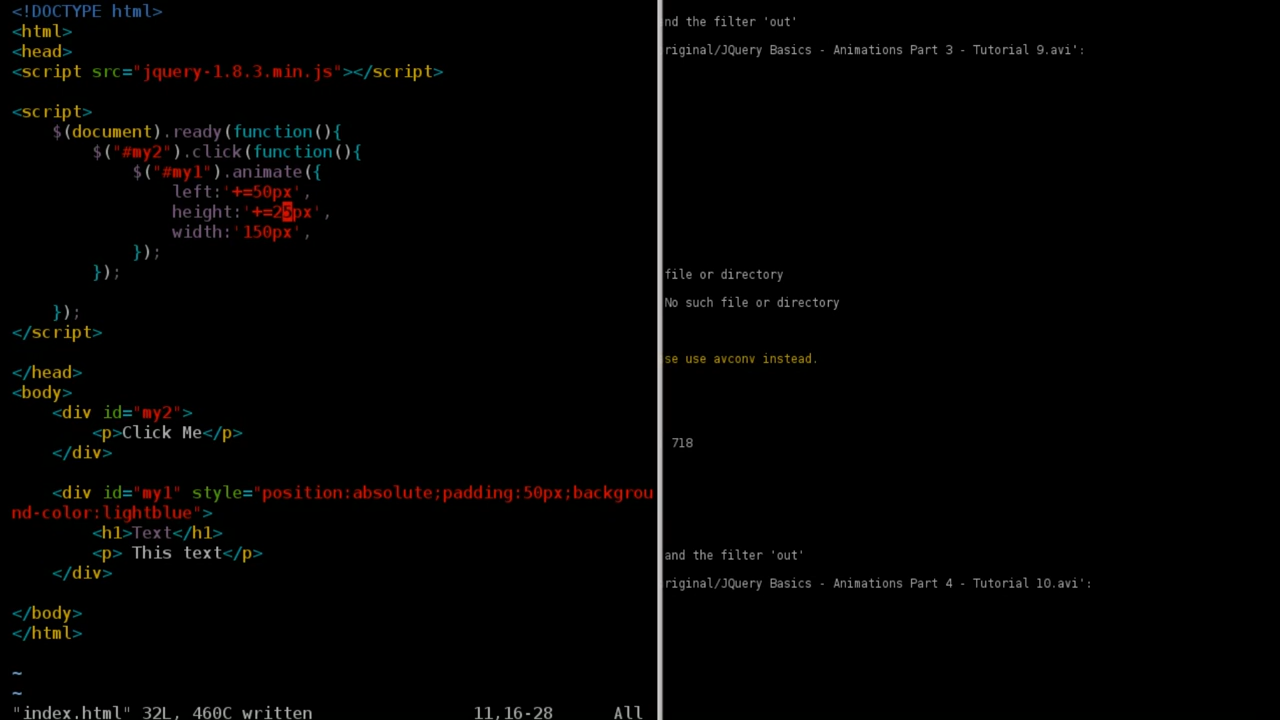 <!DOCTYPE html>
<html>
<head>
<script src="jquery-1.8.3.min.js"></script>
<script>
$(document).ready(function(){
$("#my2").click(function(){
$("#my1").animate({
left:'+=50px',
height:'+=25px',
width:'150px',
});
});
});
</script>
</head>
<body>
<div id="my2">
<p>Click Me</p>
</div>
<div id="my1" style="position:absolute;padding:50px;backgrou
nd-color:lightblue">
<h1>Text</h1>
<p> This text</p>
</div>
</body>
</html>
~
~
"index.html" 32L, 460C written 11,16-28 All
nd the filter 'out'
riginal/JQuery Basics - Animations Part 3 - Tutorial 9.avi':
file or directory
No such file or directory
se use avconv instead.
718
and the filter 'out'
riginal/JQuery Basics - Animations Part 4 - Tutorial 10.avi':